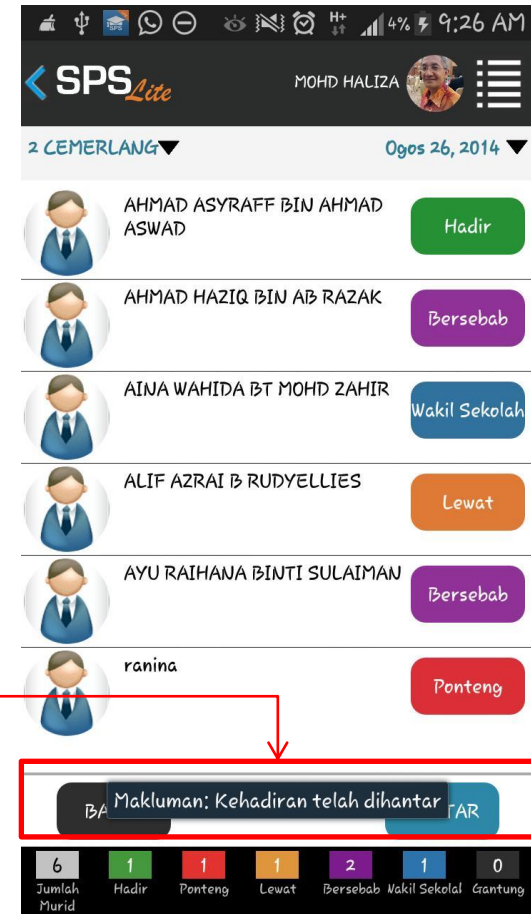 H+ 4% 9:26 AM
SPS Lite MOHD HALIZA
2 CEMERLANG Ogos 26, 2014
AHMAD ASYRAFF BIN AHMAD
ASWAD
Hadir
AHMAD HAZIQ BIN AB RAZAK
Bersebab
AINA WAHIDA BT MOHD ZAHIR
Wakil Sekolah
ALIF AZRAI B RUDYELLIES
Lewat
AYU RAIHANA BINTI SULAIMAN
Bersebab
ranina
Ponteng
BA Makluman: Kehadiran telah dihantar TAR
6 1 1 1 2 1 0
Jumlah Hadir Ponteng Lewat Bersebab Wakil Sekolal Gantung
Murid